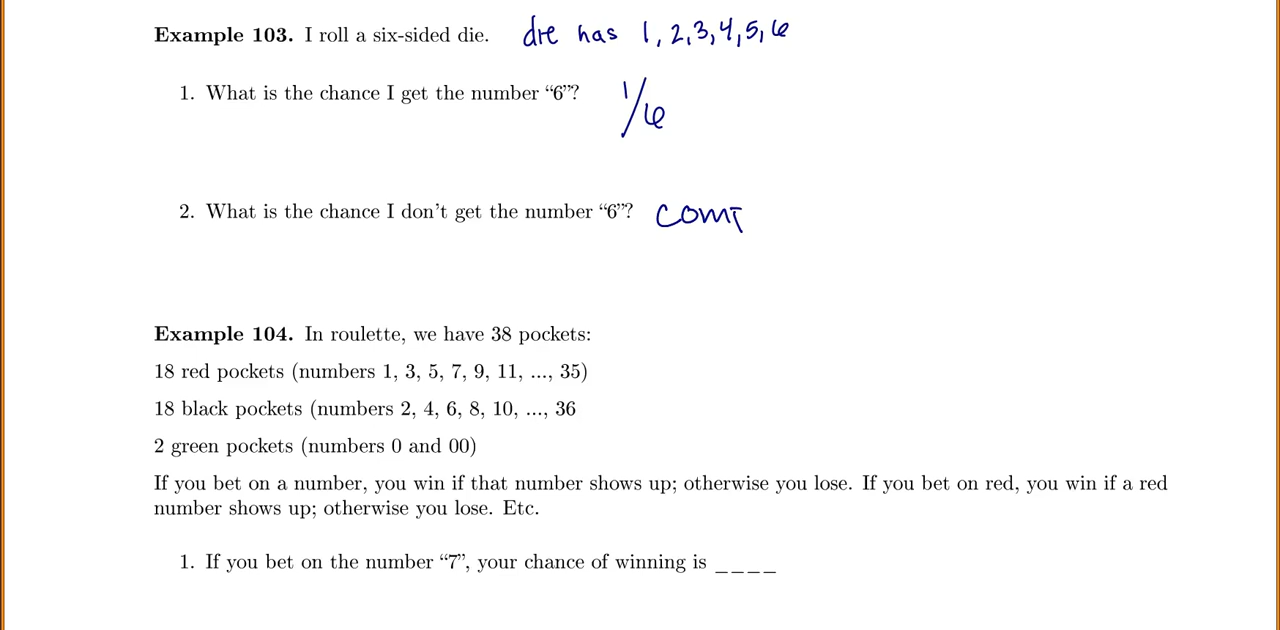 Example 103. I roll a six-sided die. die has 1, 2, 3, 4, 5, 6
1. What is the chance I get the number “6”? 1/6
2. What is the chance I don’t get the number “6”?
Example 104. In roulette, we have 38 pockets:
18 red pockets (numbers 1, 3, 5, 7, 9, 11, ..., 35)
18 black pockets (numbers 2, 4, 6, 8, 10, ..., 36
2 green pockets (numbers 0 and 00)
If you bet on a number, you win if that number shows up; otherwise you lose. If you bet on red, you win if a red
number shows up; otherwise you lose. Etc.
1. If you bet on the number “7”, your chance of winning is ____